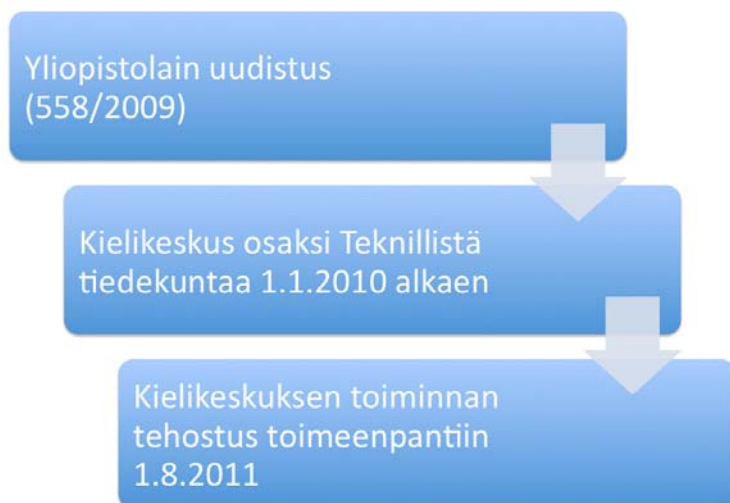 Yliopistolain uudistus
(558/2009)
Kielikeskus osaksi Teknillistä
tiedekuntaa 1.1.2010 alkaen
Kielikeskuksen toiminnan
tehostus toimeenpantiin
1.8.2011